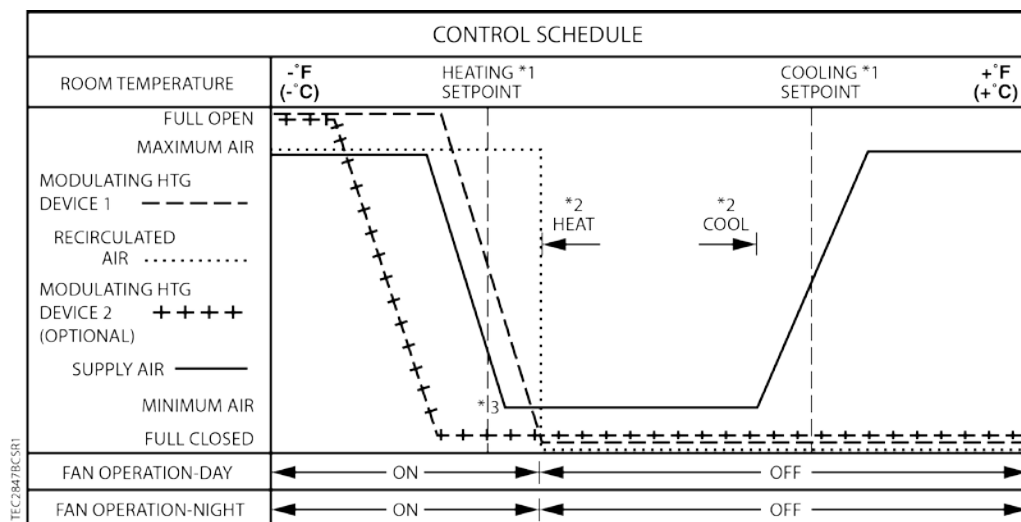 CONTROL SCHEDULE
ROOM TEMPERATURE
-°F
(-°C)
HEATING *1
SETPOINT
COOLING *1
SETPOINT
+°F
(+°C)
FULL OPEN
MAXIMUM AIR
MODULATING HTG
DEVICE 1
RECIRCULATED
AIR
MODULATING HTG
DEVICE 2
(OPTIONAL)
SUPPLY AIR
MINIMUM AIR
FULL CLOSED
*2
HEAT
*2
COOL
*3
FAN OPERATION-DAY
ON
OFF
FAN OPERATION-NIGHT
ON
OFF
TEC2847BCSR1